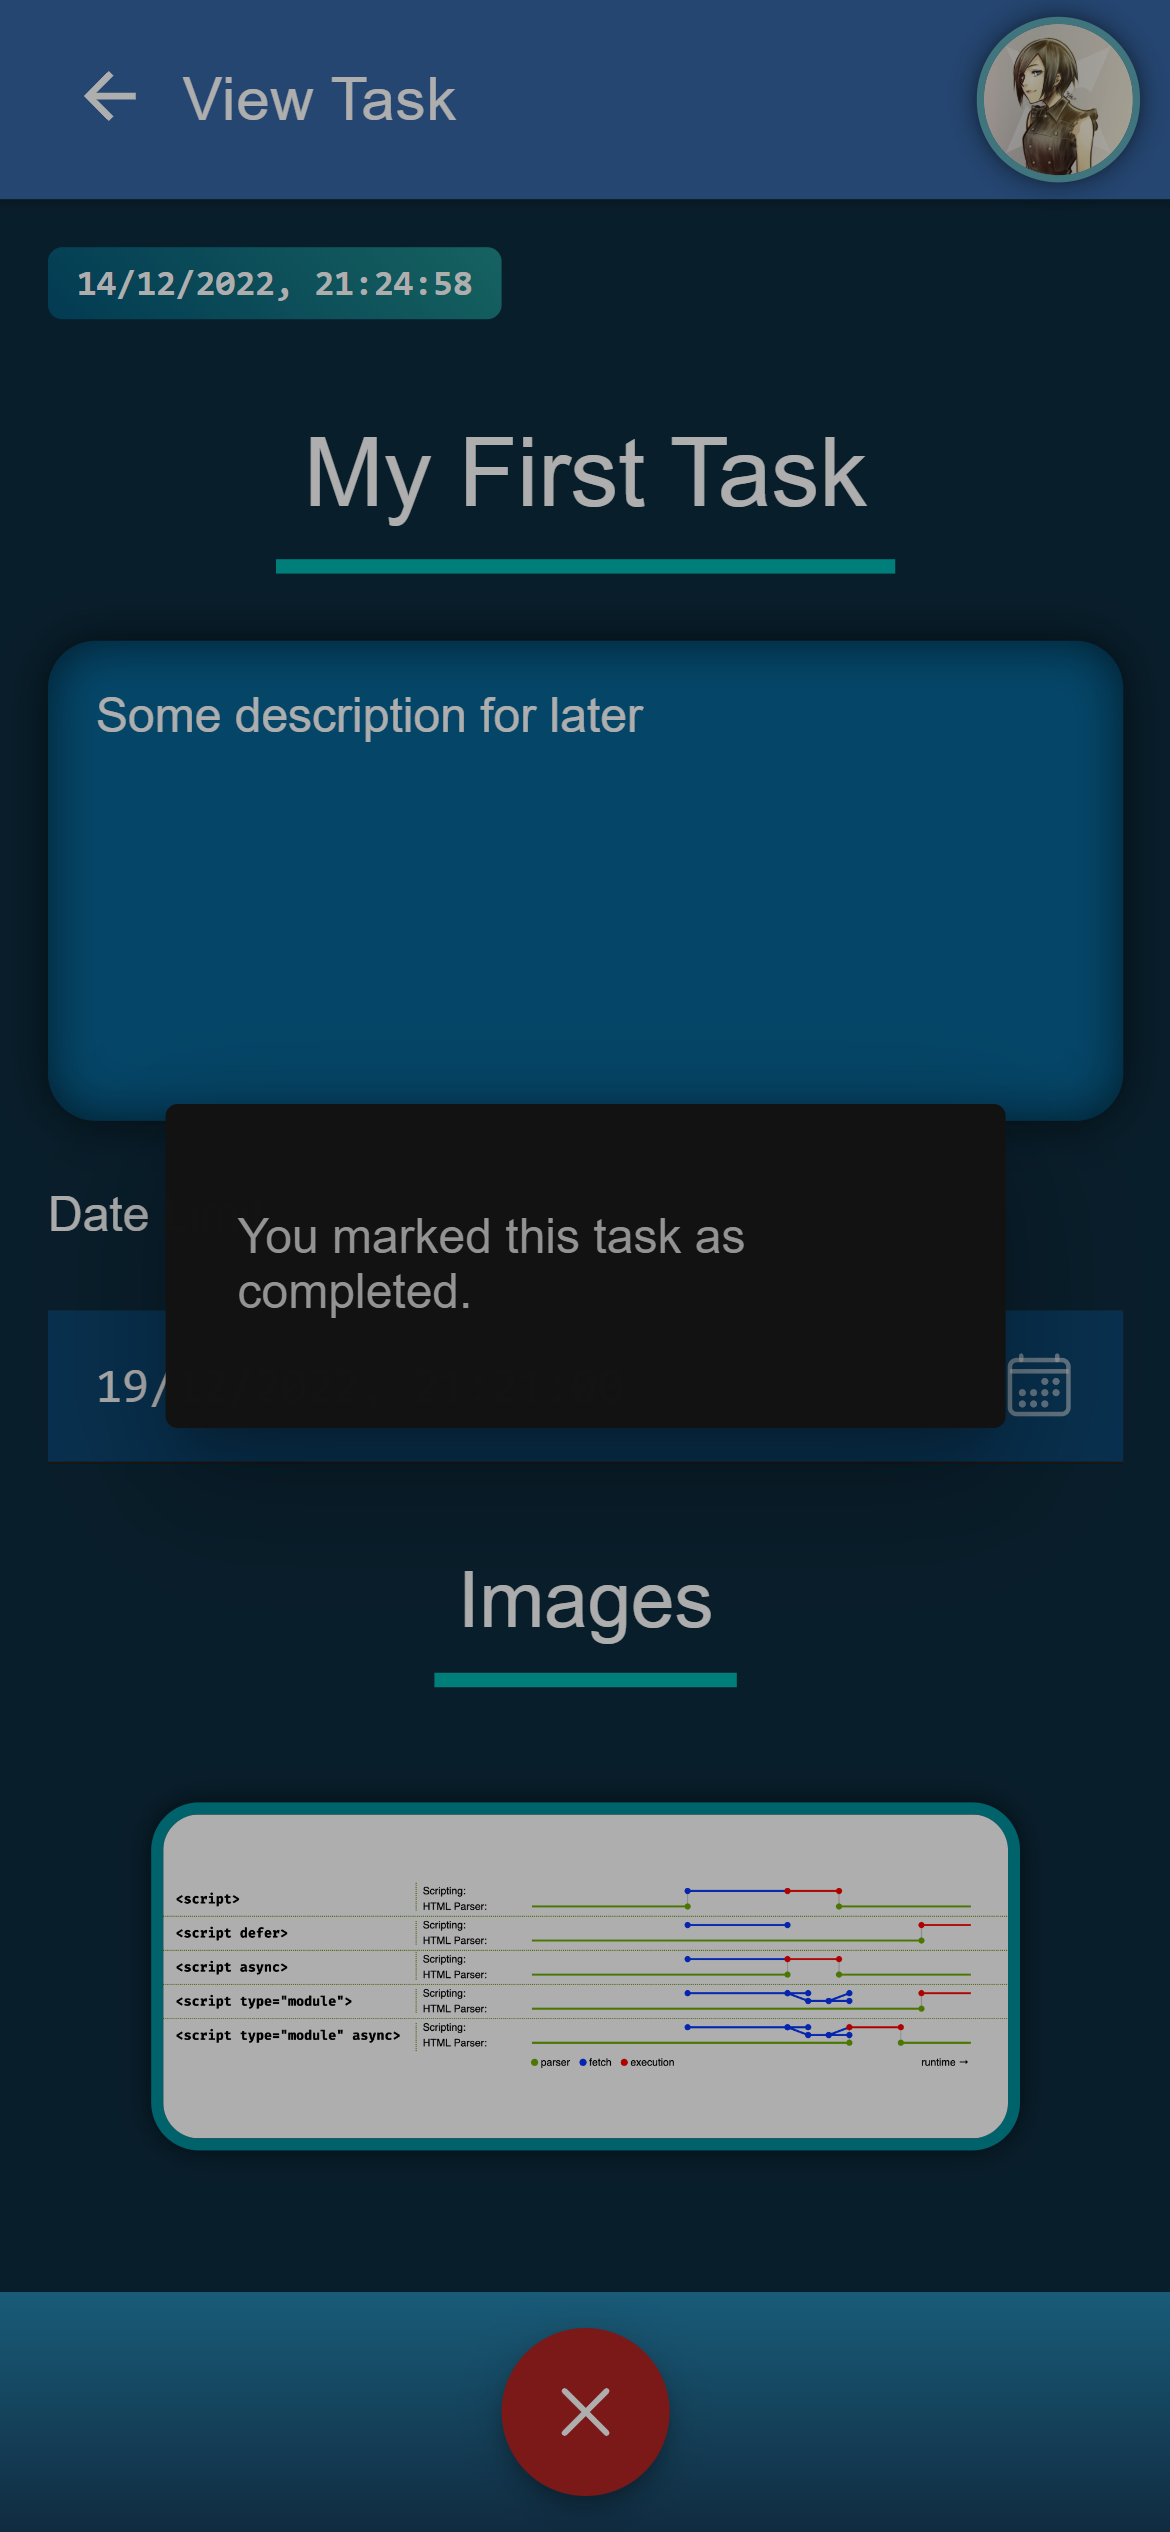 View Task
14/12/2022, 21:24:58
My First Task
Some description for later
Date
You marked this task as
completed.
19/
Images
<script>
Scripting:
HTML Parser:
<script defer>
Scripting:
HTML Parser:
<script async>
Scripting:
HTML Parser:
<script type="module">
Scripting:
HTML Parser:
<script type="module" async>
Scripting:
HTML Parser:
parser fetch execution runtime →